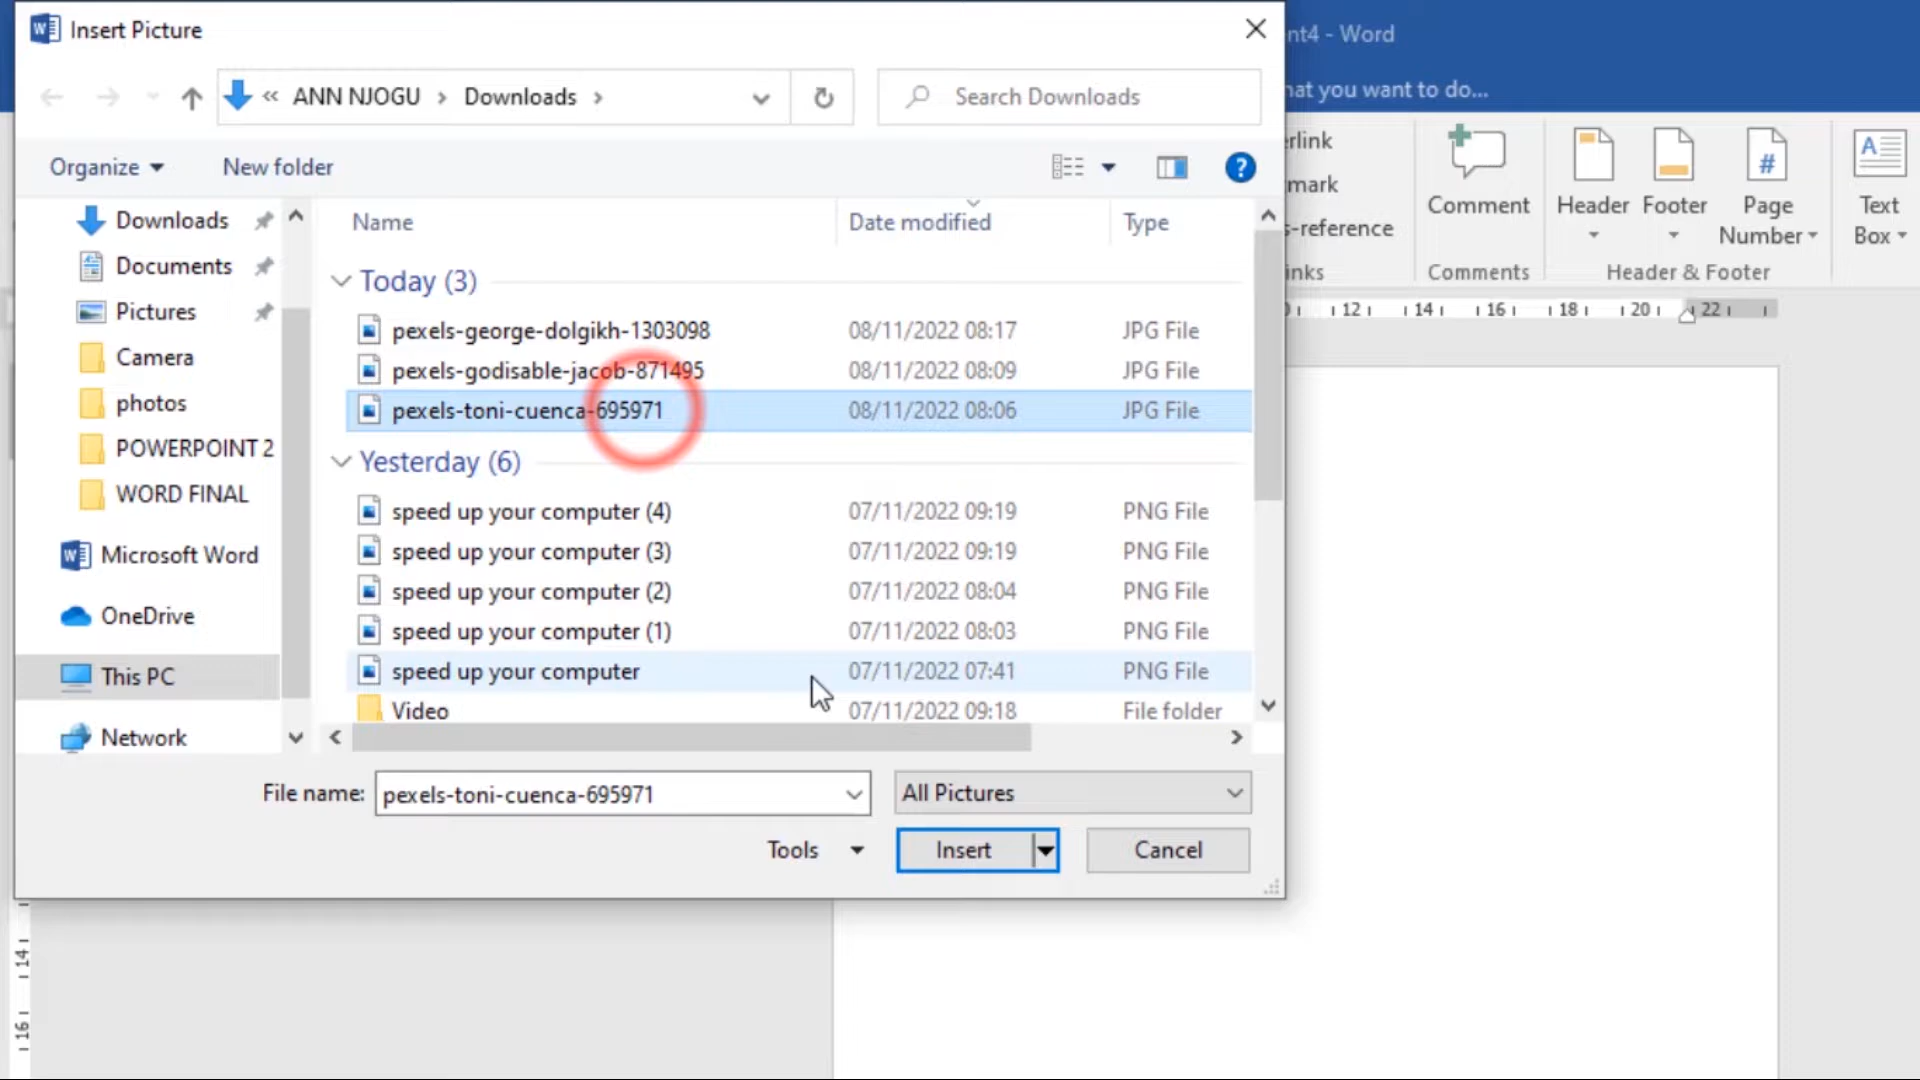 Insert Picture
nt4 - Word
« ANN NJOGU › Downloads ›
Search Downloads
hat you want to do...
Organize
New folder
?
Downloads
Documents
Pictures
Camera
photos
POWERPOINT 2
WORD FINAL
Microsoft Word
OneDrive
This PC
Network
Name Date modified Type
Today (3)
pexels-george-dolgikh-1303098 08/11/2022 08:17 JPG File
pexels-godisable-jacob-871495 08/11/2022 08:09 JPG File
pexels-toni-cuenca-695971 08/11/2022 08:06 JPG File
Yesterday (6)
speed up your computer (4) 07/11/2022 09:19 PNG File
speed up your computer (3) 07/11/2022 09:19 PNG File
speed up your computer (2) 07/11/2022 08:04 PNG File
speed up your computer (1) 07/11/2022 08:03 PNG File
speed up your computer 07/11/2022 07:41 PNG File
Video 07/11/2022 09:18 File folder
File name: pexels-toni-cuenca-695971
All Pictures
Tools
Insert
Cancel
erlink
mark
s-reference
inks
Comment
Comments
Header
Footer
Page
Number
Header & Footer
A
Text
Box
#
12 14 16 18 20 22
14
16